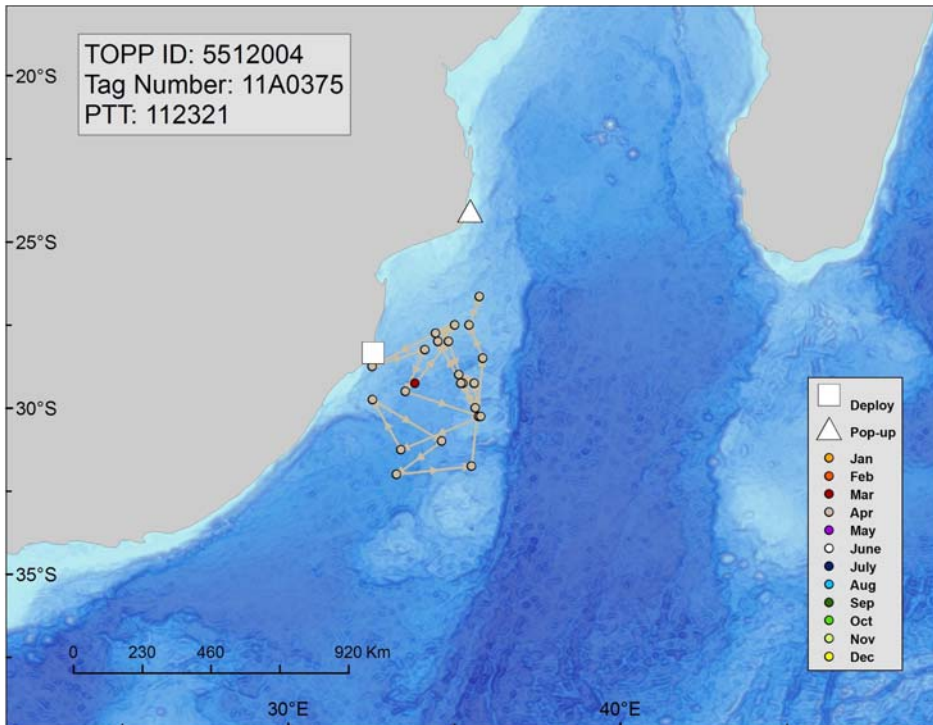 TOPP ID: 5512004
Tag Number: 11A0375
PTT: 112321
20°S
25°S
30°S
35°S
Deploy
Pop-up
Jan
Feb
Mar
Apr
May
June
July
Aug
Sep
Oct
Nov
Dec
0 230 460 920 Km
30°E 40°E